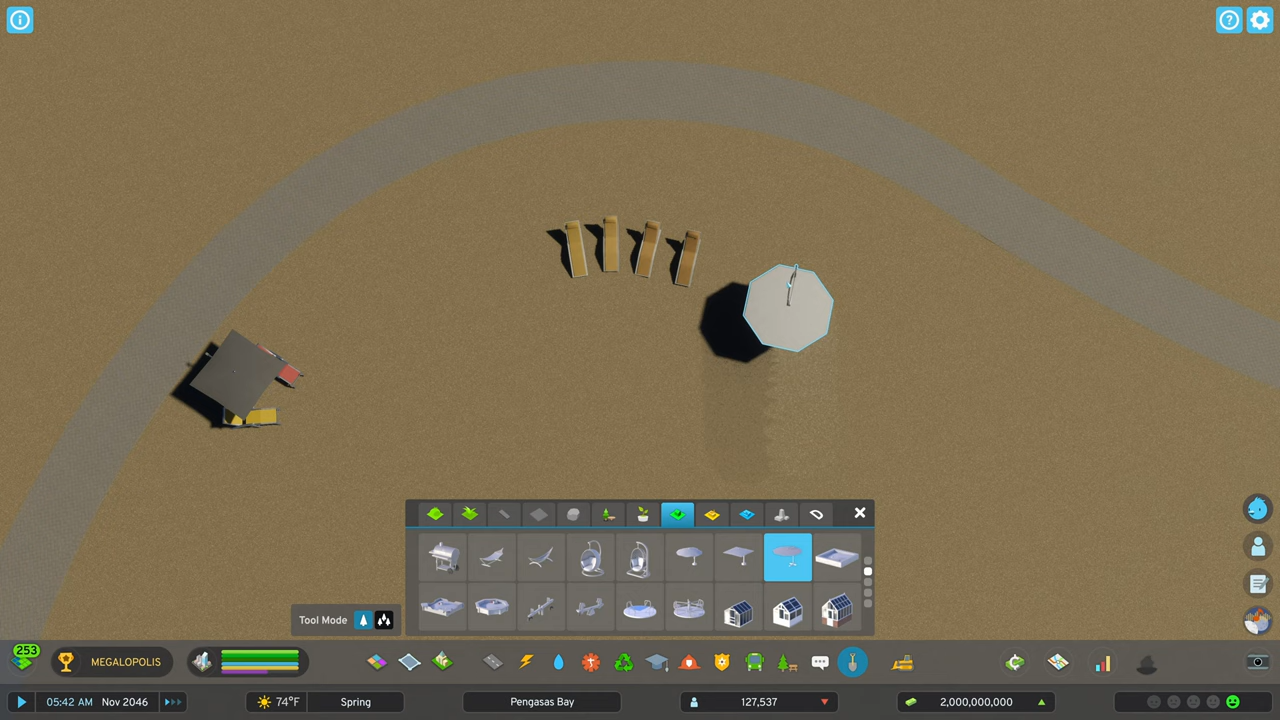 Tool Mode
253
MEGALOPOLIS
05:42 AM Nov 2046
74°F
Spring
Pengasas Bay
127,537
2,000,000,000